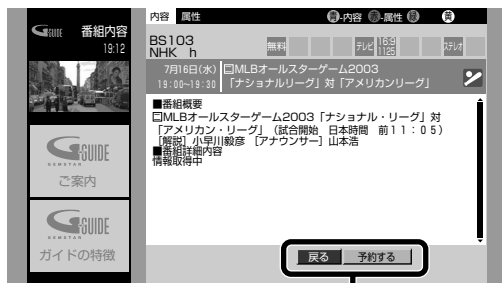 GGUIDE 番組内容
19:12
内容 属性
青-内容 赤-属性 緑 黄
BS103
NHK h
無料 テレビ 16:9 1125 ステレオ
7月16日(水) □MLBオールスターゲーム2003
19:00~19:30 「ナショナルリーグ」対「アメリカンリーグ」
■番組概要
□MLBオールスターゲーム2003「ナショナル・リーグ」対
「アメリカン・リーグ」(試合開始 日本時間 前11:05)
[解説]小早川毅彦 [アナウンサー]山本浩
■番組詳細内容
情報取得中
GGUIDE
GEMSTAR
ご案内
GGUIDE
GEMSTAR
ガイドの特徴
戻る 予約する